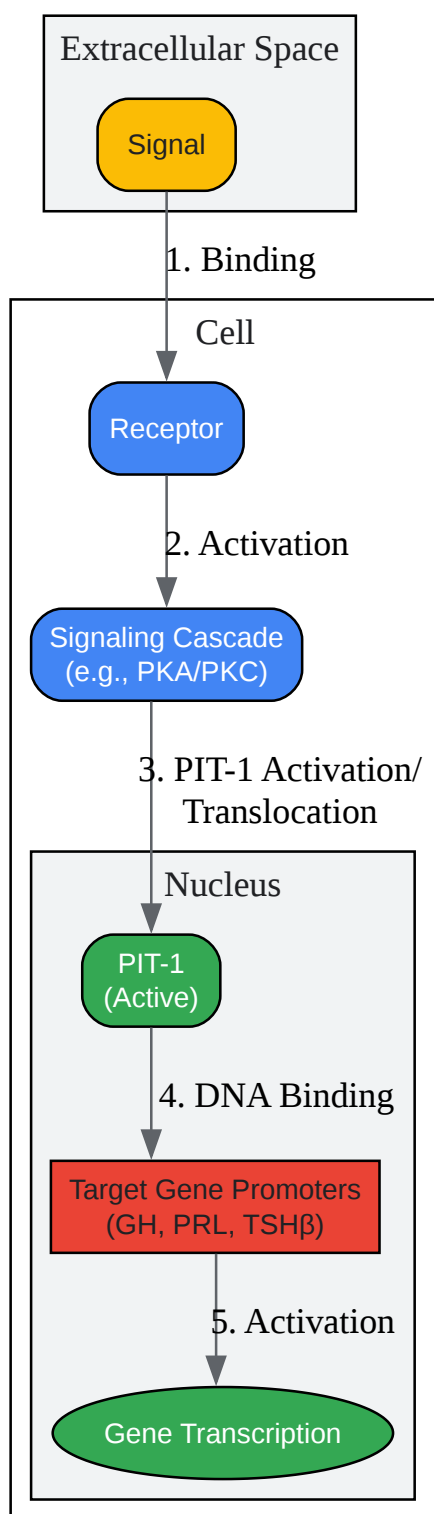 Extracellular Space
Signal
1. Binding
Cell
Receptor
2. Activation
Signaling Cascade
(e.g., PKA/PKC)
3. PIT-1 Activation/
Translocation
Nucleus
PIT-1
(Active)
4. DNA Binding
Target Gene Promoters
(GH, PRL, TSHβ)
5. Activation
Gene Transcription